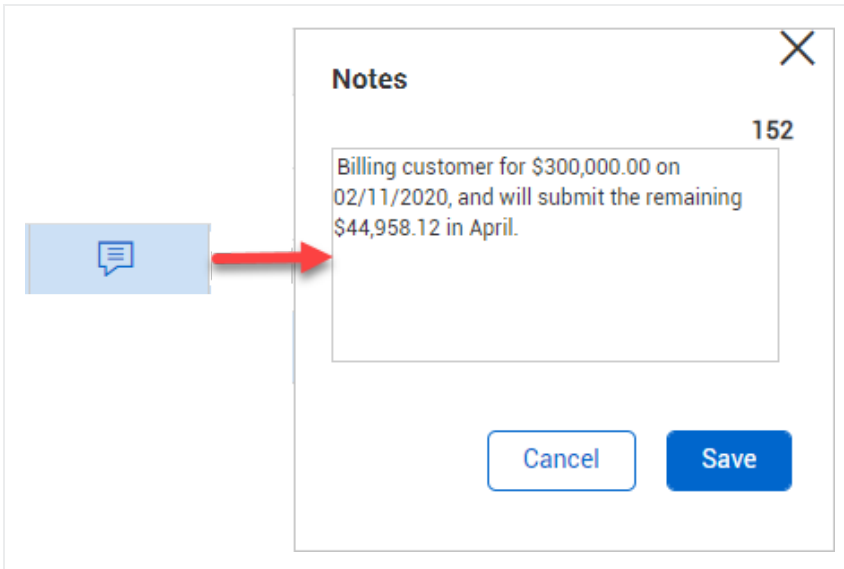 Notes
152
Billing customer for $300,000.00 on
02/11/2020, and will submit the remaining
$44,958.12 in April.
Cancel
Save